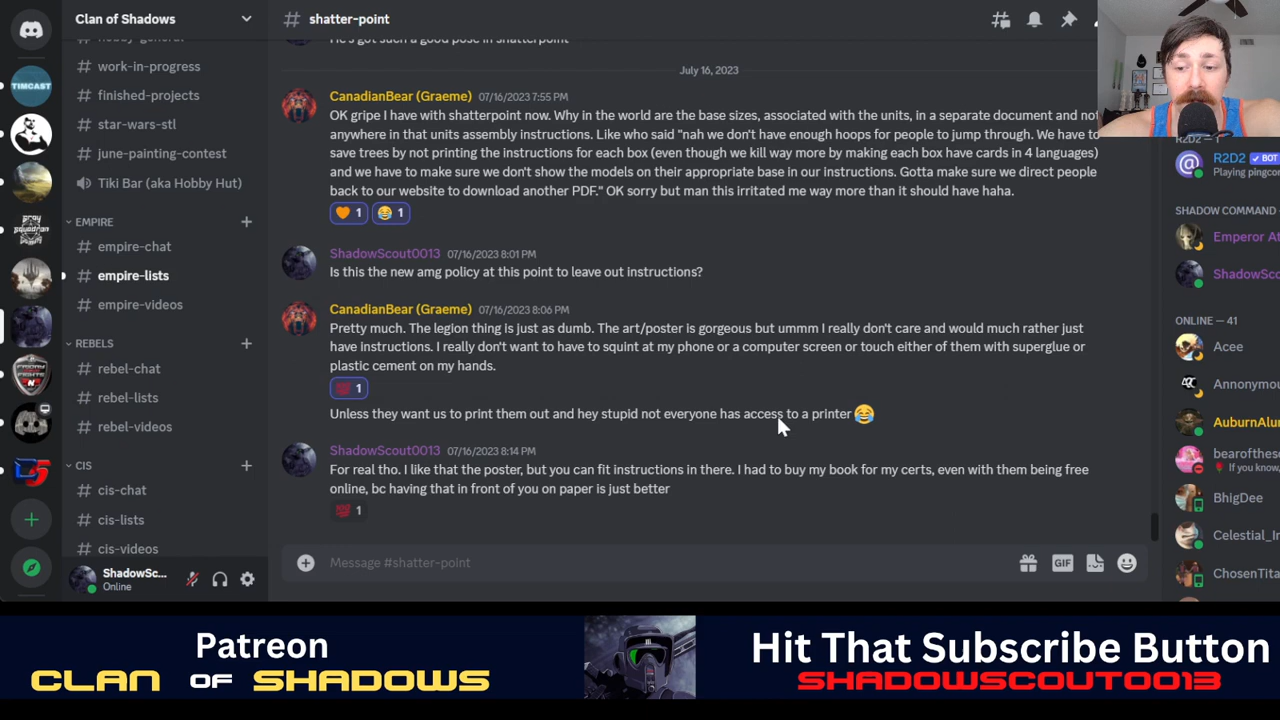 Clan of Shadows
shatter-point
TIMCAST
work-in-progress
finished-projects
star-wars-stl
june-painting-contest
Tiki Bar (aka Hobby Hut)
EMPIRE
empire-chat
empire-lists
empire-videos
REBELS
rebel-chat
rebel-lists
rebel-videos
CIS
cis-chat
cis-lists
cis-videos
ShadowSc...
Online
He's got such a good pose in shatterpoint
July 16, 2023
CanadianBear (Graeme) 07/16/2023 7:55 PM
OK gripe I have with shatterpoint now. Why in the world are the base sizes, associated with the units, in a separate document and not
anywhere in that units assembly instructions. Like who said "nah we don't have enough hoops for people to jump through. We have to
save trees by not printing the instructions for each box (even though we kill way more by making each box have cards in 4 languages)
and we have to make sure we don't show the models on their appropriate base in our instructions. Gotta make sure we direct people
back to our website to download another PDF." OK sorry but man this irritated me way more than it should have haha.
🧡 1 😂 1
ShadowScout0013 07/16/2023 8:01 PM
Is this the new amg policy at this point to leave out instructions?
CanadianBear (Graeme) 07/16/2023 8:06 PM
Pretty much. The legion thing is just as dumb. The art/poster is gorgeous but ummm I really don't care and would much rather just
have instructions. I really don't want to have to squint at my phone or a computer screen or touch either of them with superglue or
plastic cement on my hands.
💯 1
Unless they want us to print them out and hey stupid not everyone has access to a printer 😂
ShadowScout0013 07/16/2023 8:14 PM
For real tho. I like that the poster, but you can fit instructions in there. I had to buy my book for my certs, even with them being free
online, bc having that in front of you on paper is just better
💯 1
Message #shatter-point
GIF
R2D2 BOT
Playing pingcor
SHADOW COMMAND
Emperor At
ShadowSc
ONLINE — 41
Acee
Annonymou
AuburnAlur
bearofthese
If you know,
BhigDee
Celestial_Ir
ChosenTita
Patreon
CLAN OF SHADOWS
Hit That Subscribe Button
SHADOWSCOUT0013